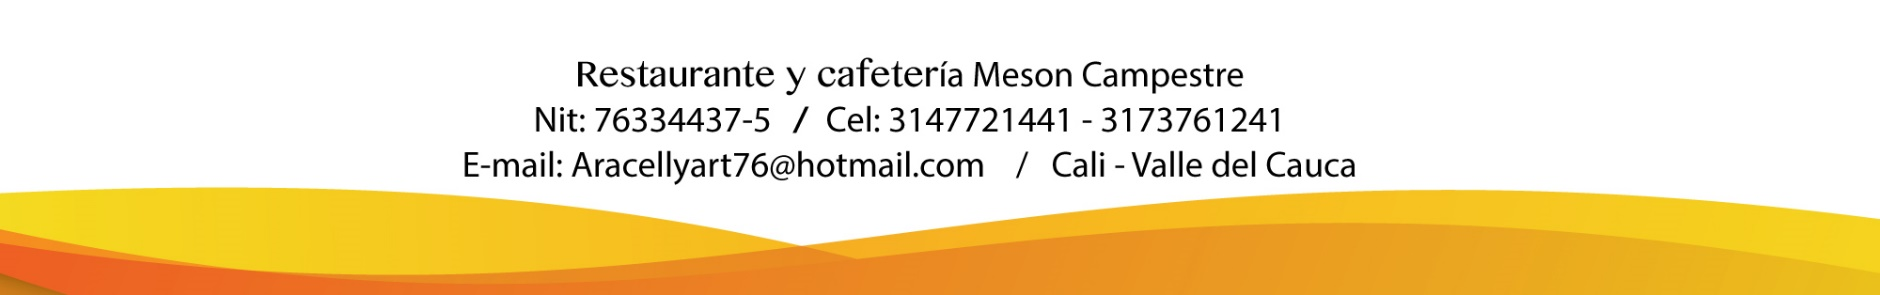 Restaurante y cafetería Meson Campestre
Nit: 76334437-5 / Cel: 3147721441 - 3173761241
E-mail: Aracellyart76@hotmail.com / Cali - Valle del Cauca